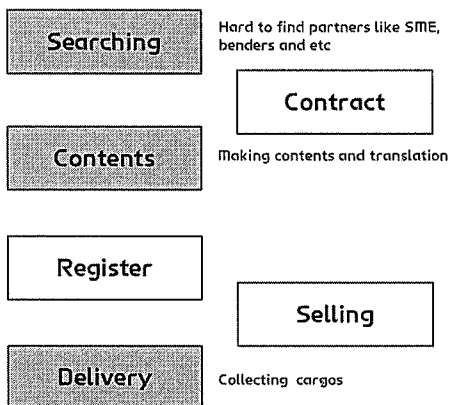 Searching
Hard to find partners like SME,
benders and etc
Contract
Contents
Making contents and translation
Register
Selling
Delivery
Collecting cargos